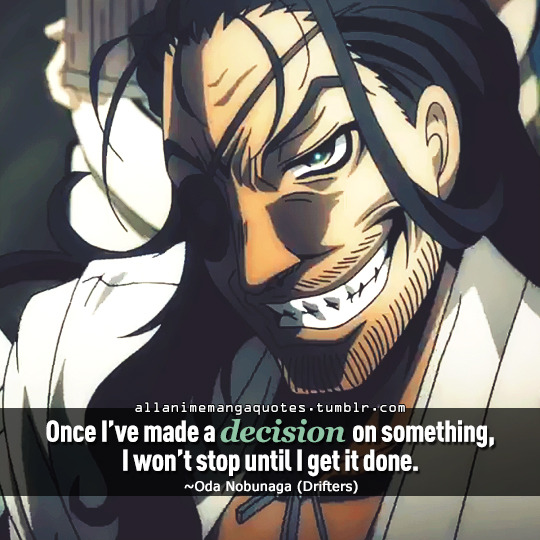 allanimemangaquotes.tumblr.com
Once I've made a decision on something,
I won't stop until I get it done.
~Oda Nobunaga (Drifters)